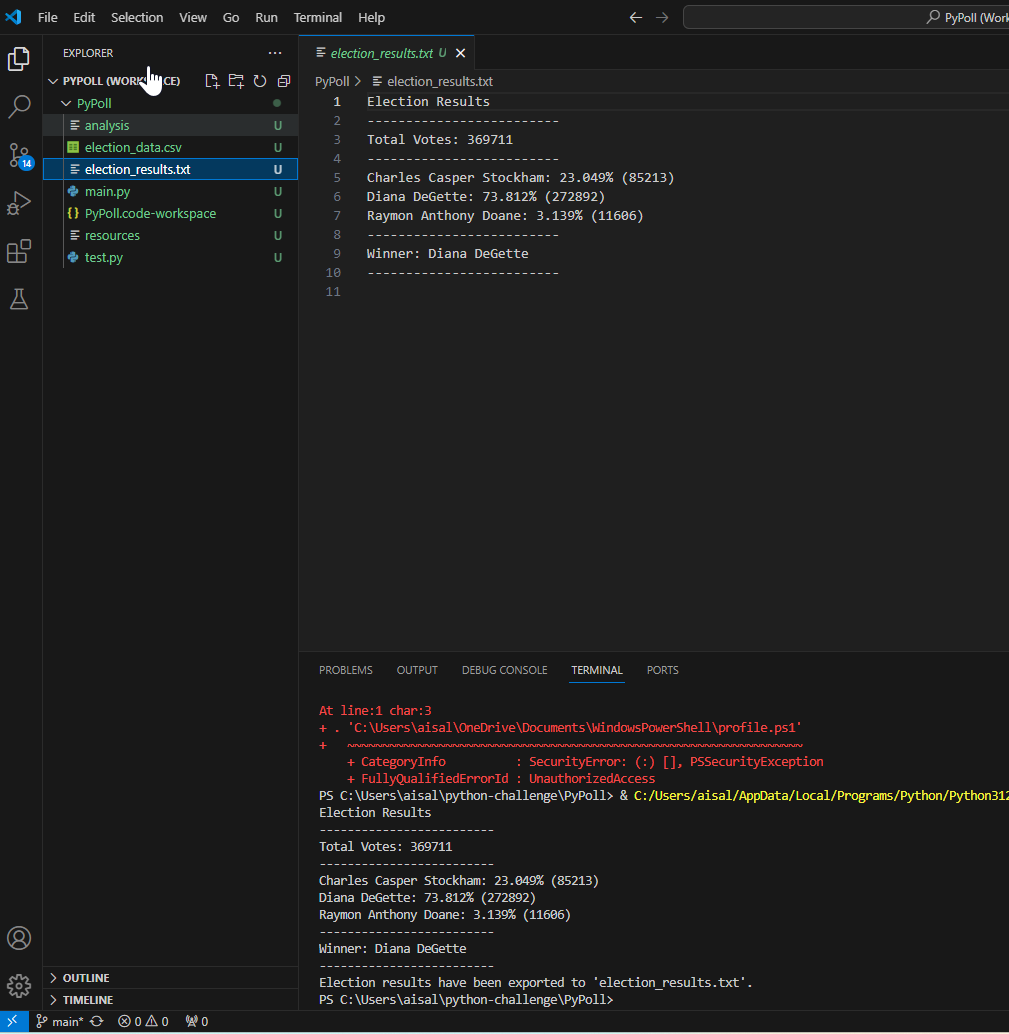 File Edit Selection View Go Run Terminal Help
PyPoll (Work
EXPLORER
PYPOLL (WORKSPACE)
PyPoll
analysis U
election_data.csv U
election_results.txt U
main.py U
PyPoll.code-workspace U
resources U
test.py U
14
OUTLINE
TIMELINE
election_results.txt U
PyPoll > election_results.txt
1 Election Results
2 -------------------------
3 Total Votes: 369711
4 -------------------------
5 Charles Casper Stockham: 23.049% (85213)
6 Diana DeGette: 73.812% (272892)
7 Raymon Anthony Doane: 3.139% (11606)
8 -------------------------
9 Winner: Diana DeGette
10 -------------------------
11
PROBLEMS OUTPUT DEBUG CONSOLE TERMINAL PORTS
At line:1 char:3
+ . 'C:\Users\aisal\OneDrive\Documents\WindowsPowerShell\profile.ps1'
+   ~~~~~~~~~~~~~~~~~~~~~~~~~~~~~~~~~~~~~~~~~~~~~~~~~~~~~~~~~~~~~~~~~
    + CategoryInfo          : SecurityError: (:) [], PSSecurityException
    + FullyQualifiedErrorId : UnauthorizedAccess
PS C:\Users\aisal\python-challenge\PyPoll> & C:/Users/aisal/AppData/Local/Programs/Python/Python312
Election Results
-------------------------
Total Votes: 369711
-------------------------
Charles Casper Stockham: 23.049% (85213)
Diana DeGette: 73.812% (272892)
Raymon Anthony Doane: 3.139% (11606)
-------------------------
Winner: Diana DeGette
-------------------------
Election results have been exported to 'election_results.txt'.
PS C:\Users\aisal\python-challenge\PyPoll>
main* 0 0 0